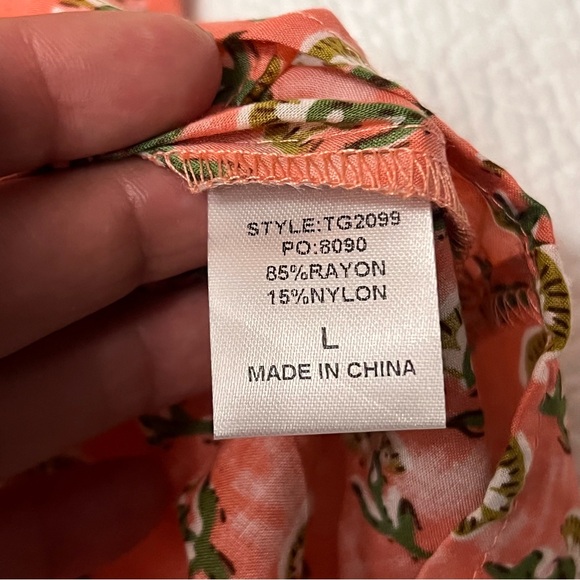 STYLE:TG2099
PO:8090
85%RAYON
15%NYLON
L
MADE IN CHINA